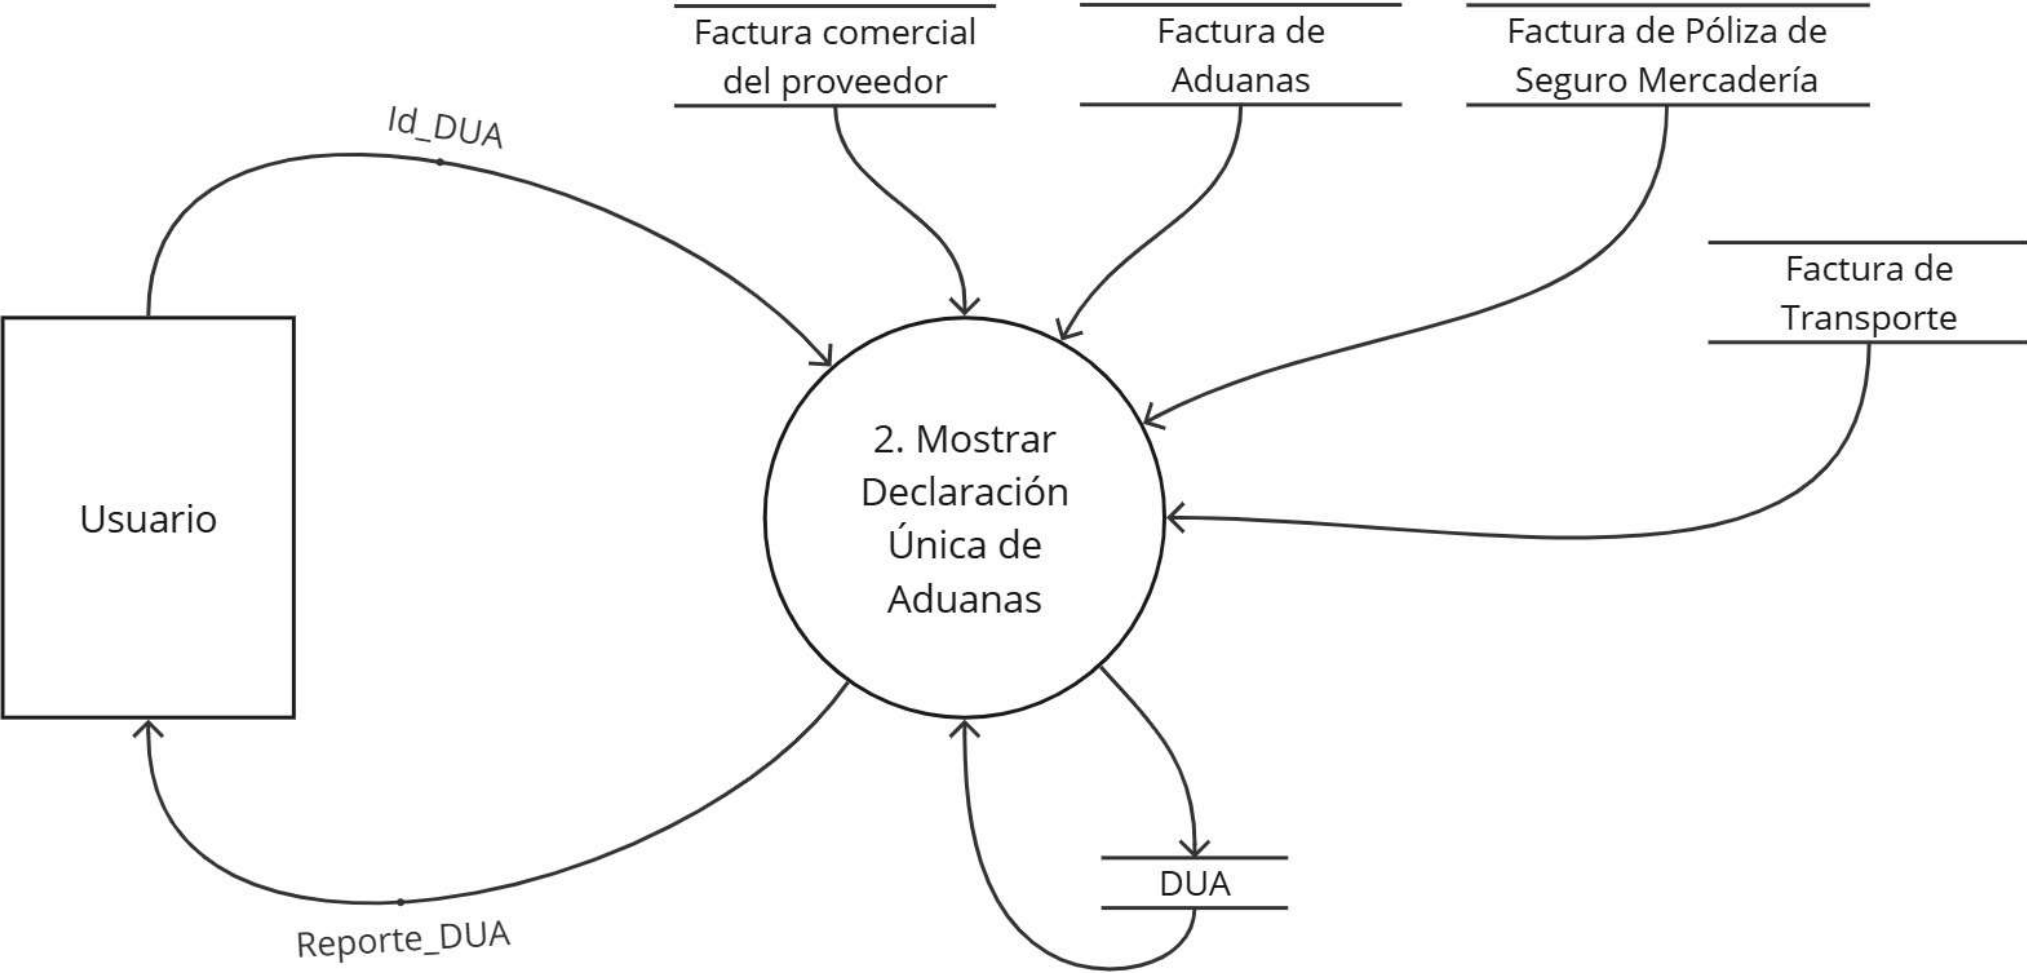 Factura comercial
del proveedor
Factura de
Aduanas
Factura de Póliza de
Seguro Mercadería
Id_DUA
Factura de
Transporte
Usuario
2. Mostrar
Declaración
Única de
Aduanas
DUA
Reporte_DUA